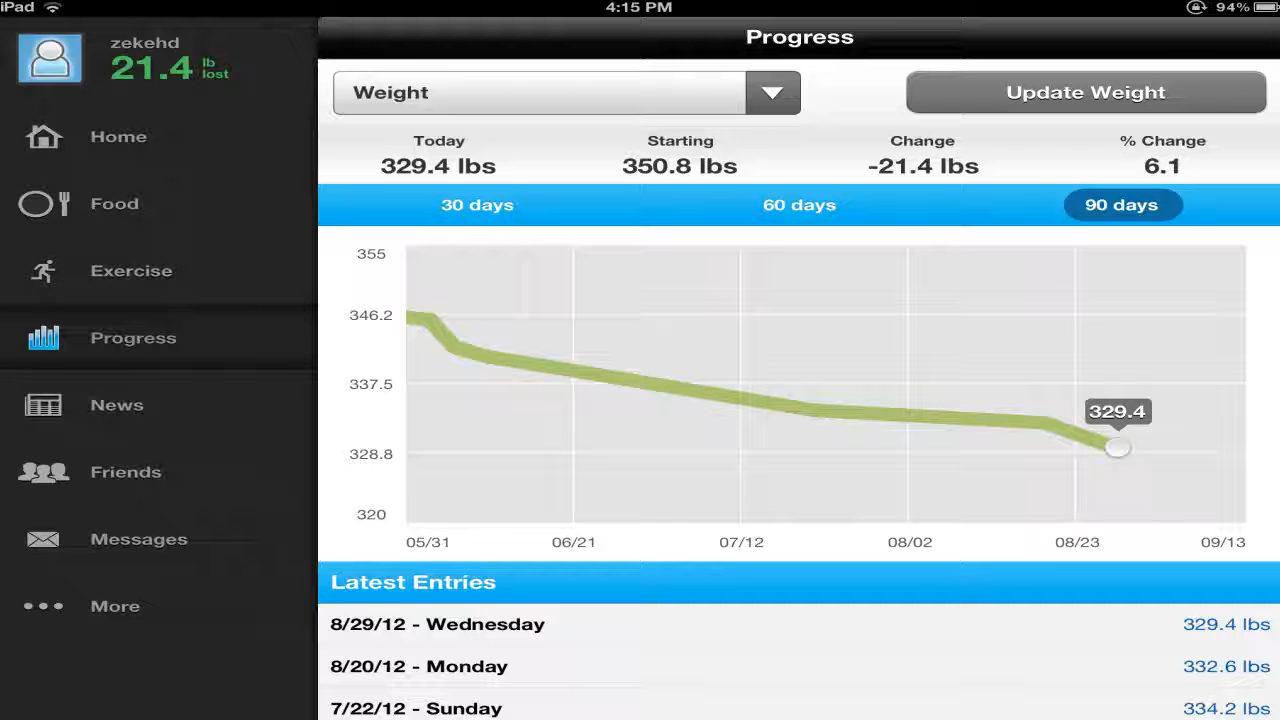 iPad 4:15 PM 94%
zekehd
21.4 lb lost
Home
Food
Exercise
Progress
News
Friends
Messages
More
Progress
Weight Update Weight
Today Starting Change % Change
329.4 lbs 350.8 lbs -21.4 lbs 6.1
30 days 60 days 90 days
355
346.2
337.5
329.4
328.8
320
05/31 06/21 07/12 08/02 08/23 09/13
Latest Entries
8/29/12 - Wednesday 329.4 lbs
8/20/12 - Monday 332.6 lbs
7/22/12 - Sunday 334.2 lbs